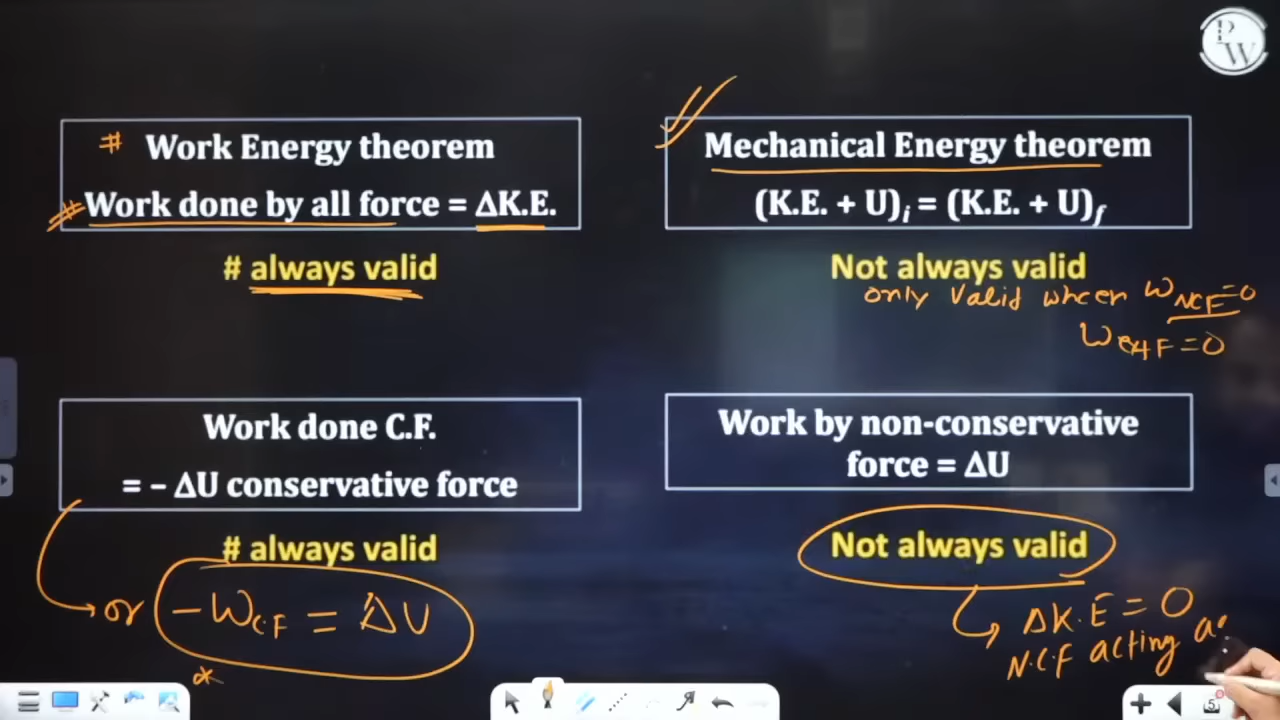 PW
# Work Energy theorem
# Work done by all force = ΔK.E.
# always valid
Mechanical Energy theorem
(K.E. + U)i = (K.E. + U)f
Not always valid
only Valid when WNCF=0
WextF=0
Work done C.F.
= – ΔU conservative force
# always valid
or –WC.F = ΔU
*
Work by non-conservative
force = ΔU
Not always valid
ΔK.E = 0
N.C.F acting
5